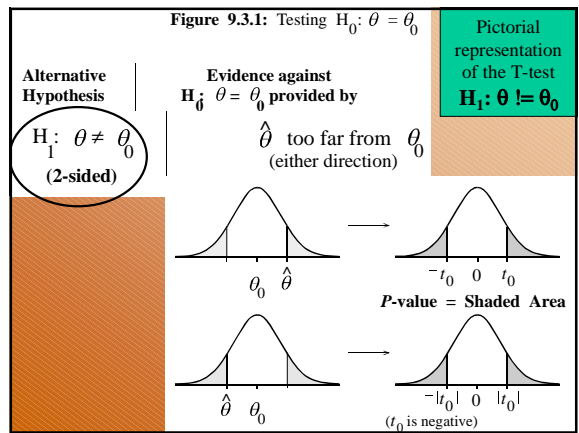 Figure 9.3.1: Testing H₀: θ = θ₀
Pictorial
representation
of the T-test
H₁: θ != θ₀
Alternative
Hypothesis
Evidence against
H₀: θ = θ₀ provided by
H₁: θ ≠ θ₀
(2-sided)
θ̂ too far from θ₀
(either direction)
θ₀ θ̂
−t₀ 0 t₀
P-value = Shaded Area
θ̂ θ₀
−|t₀| 0 |t₀|
(t₀ is negative)